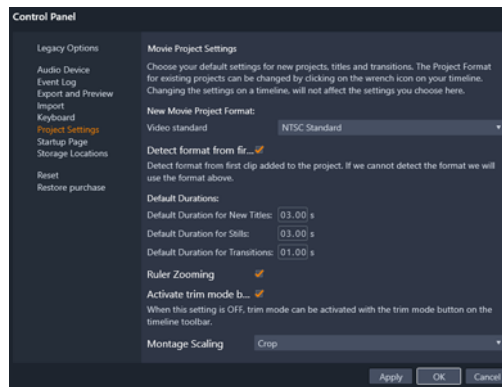 Control Panel
Legacy Options
Audio Device
Event Log
Export and Preview
Import
Keyboard
Project Settings
Startup Page
Storage Locations
Reset
Restore purchase
Movie Project Settings
Choose your default settings for new projects, titles and transitions. The Project Format
for existing projects can be changed by clicking on the wrench icon on your timeline.
Changing the settings on a timeline, will not affect the settings you choose here.
New Movie Project Format:
Video standard NTSC Standard
Detect format from fir...
Detect format from first clip added to the project. If we cannot detect the format we will
use the format above.
Default Durations:
Default Duration for New Titles: 03.00 s
Default Duration for Stills: 03.00 s
Default Duration for Transitions: 01.00 s
Ruler Zooming
Activate trim mode b...
When this setting is OFF, trim mode can be activated with the trim mode button on the
timeline toolbar.
Montage Scaling Crop
Apply OK Cancel